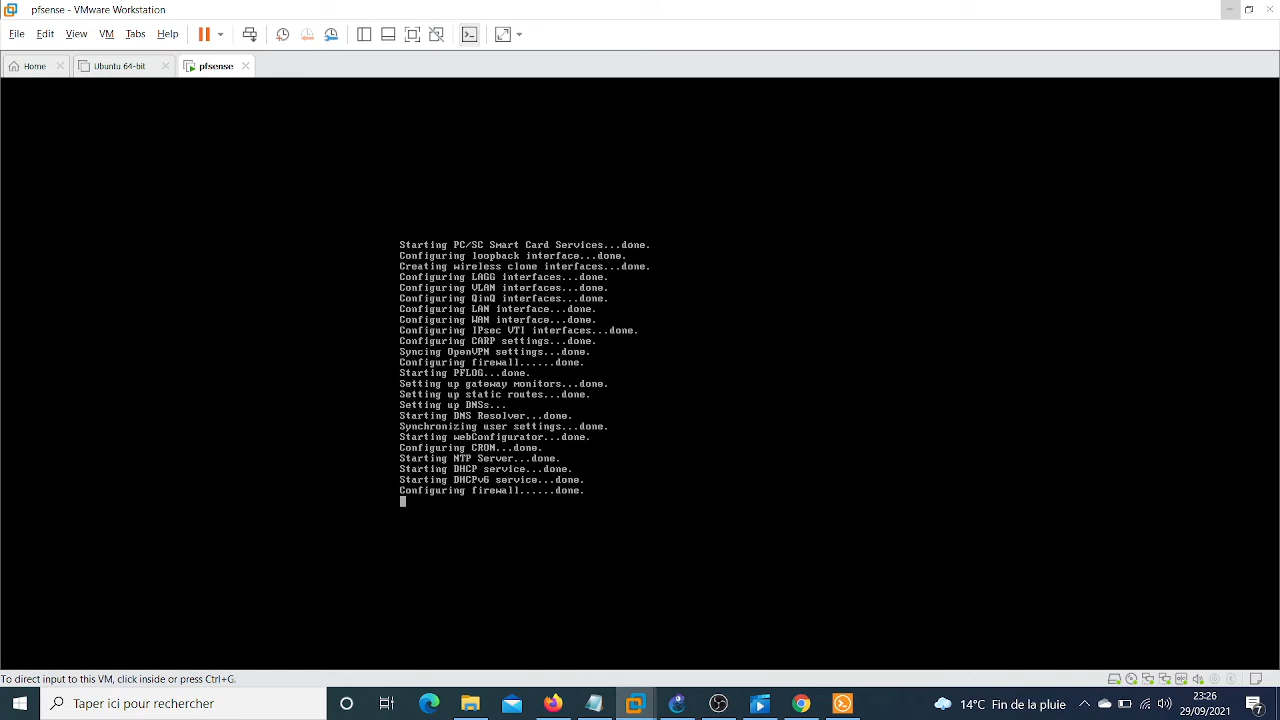 pfsense - VMware Workstation
File Edit View VM Tabs Help
Home Ubuntu 64-bit pfsense
Starting PC/SC Smart Card Services...done.
Configuring loopback interface...done.
Creating wireless clone interfaces...done.
Configuring LAGG interfaces...done.
Configuring VLAN interfaces...done.
Configuring QinQ interfaces...done.
Configuring LAN interface...done.
Configuring WAN interface...done.
Configuring IPsec VTI interfaces...done.
Configuring CARP settings...done.
Syncing OpenVPN settings...done.
Configuring firewall......done.
Starting PFLOG...done.
Setting up gateway monitors...done.
Setting up static routes...done.
Setting up DNSs...
Starting DNS Resolver...done.
Synchronizing user settings...done.
Starting webConfigurator...done.
Configuring CRON...done.
Starting NTP Server...done.
Starting DHCP service...done.
Starting DHCPv6 service...done.
Configuring firewall......done.
To direct input to this VM, click inside or press Ctrl+G.
Taper ici pour rechercher
14°C Fin de la pluie
23:26
29/09/2021